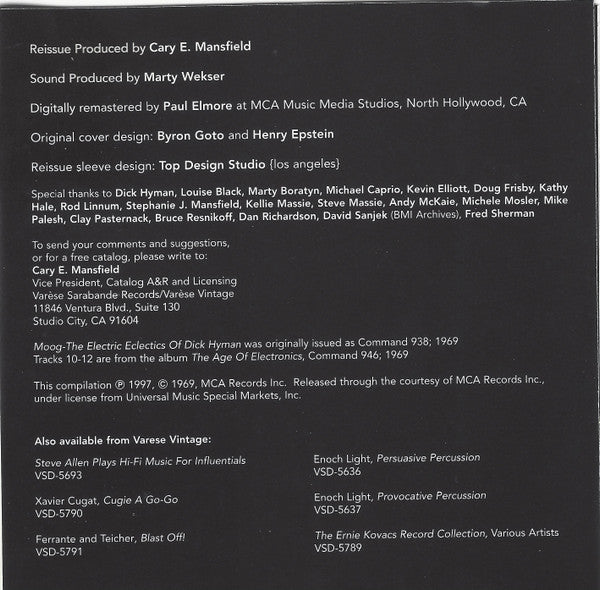 Reissue Produced by Cary E. Mansfield
Sound Produced by Marty Wekser
Digitally remastered by Paul Elmore at MCA Music Media Studios, North Hollywood, CA
Original cover design: Byron Goto and Henry Epstein
Reissue sleeve design: Top Design Studio {los angeles}
Special thanks to Dick Hyman, Louise Black, Marty Boratyn, Michael Caprio, Kevin Elliott, Doug Frisby, Kathy
Hale, Rod Linnum, Stephanie J. Mansfield, Kellie Massie, Steve Massie, Andy McKaie, Michele Mosler, Mike
Palesh, Clay Pasternack, Bruce Resnikoff, Dan Richardson, David Sanjek (BMI Archives), Fred Sherman
To send your comments and suggestions,
or for a free catalog, please write to:
Cary E. Mansfield
Vice President, Catalog A&R and Licensing
Varèse Sarabande Records/Varèse Vintage
11846 Ventura Blvd., Suite 130
Studio City, CA 91604
Moog-The Electric Eclectics Of Dick Hyman was originally issued as Command 938; 1969
Tracks 10-12 are from the album The Age Of Electronics, Command 946; 1969
This compilation ℗ 1997, © 1969, MCA Records Inc. Released through the courtesy of MCA Records Inc.,
under license from Universal Music Special Markets, Inc.
Also available from Varese Vintage:
Steve Allen Plays Hi-Fi Music For Influentials
VSD-5693
Xavier Cugat, Cugie A Go-Go
VSD-5790
Ferrante and Teicher, Blast Off!
VSD-5791
Enoch Light, Persuasive Percussion
VSD-5636
Enoch Light, Provocative Percussion
VSD-5637
The Ernie Kovacs Record Collection, Various Artists
VSD-5789